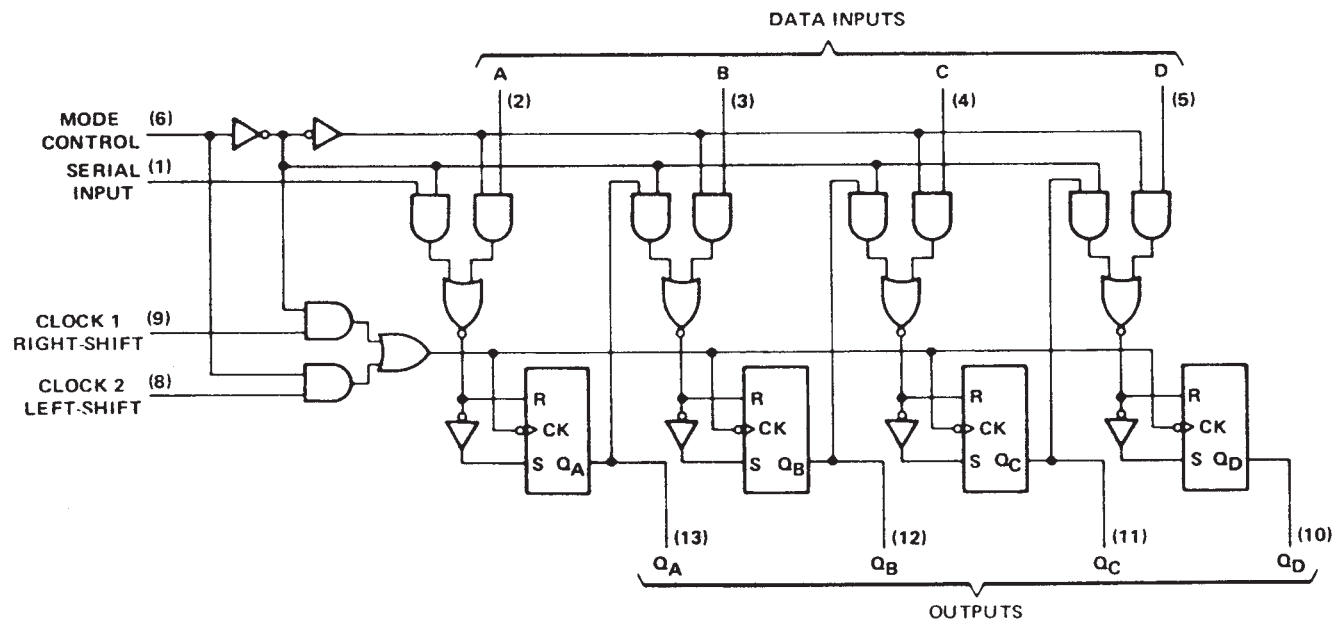 DATA INPUTS
A B C D
(2) (3) (4) (5)
MODE (6)
CONTROL
SERIAL (1)
INPUT
CLOCK 1 (9)
RIGHT-SHIFT
CLOCK 2 (8)
LEFT-SHIFT
R R R R
CK CK CK CK
S QA S QB S QC S QD
(13) (12) (11) (10)
QA QB QC QD
OUTPUTS